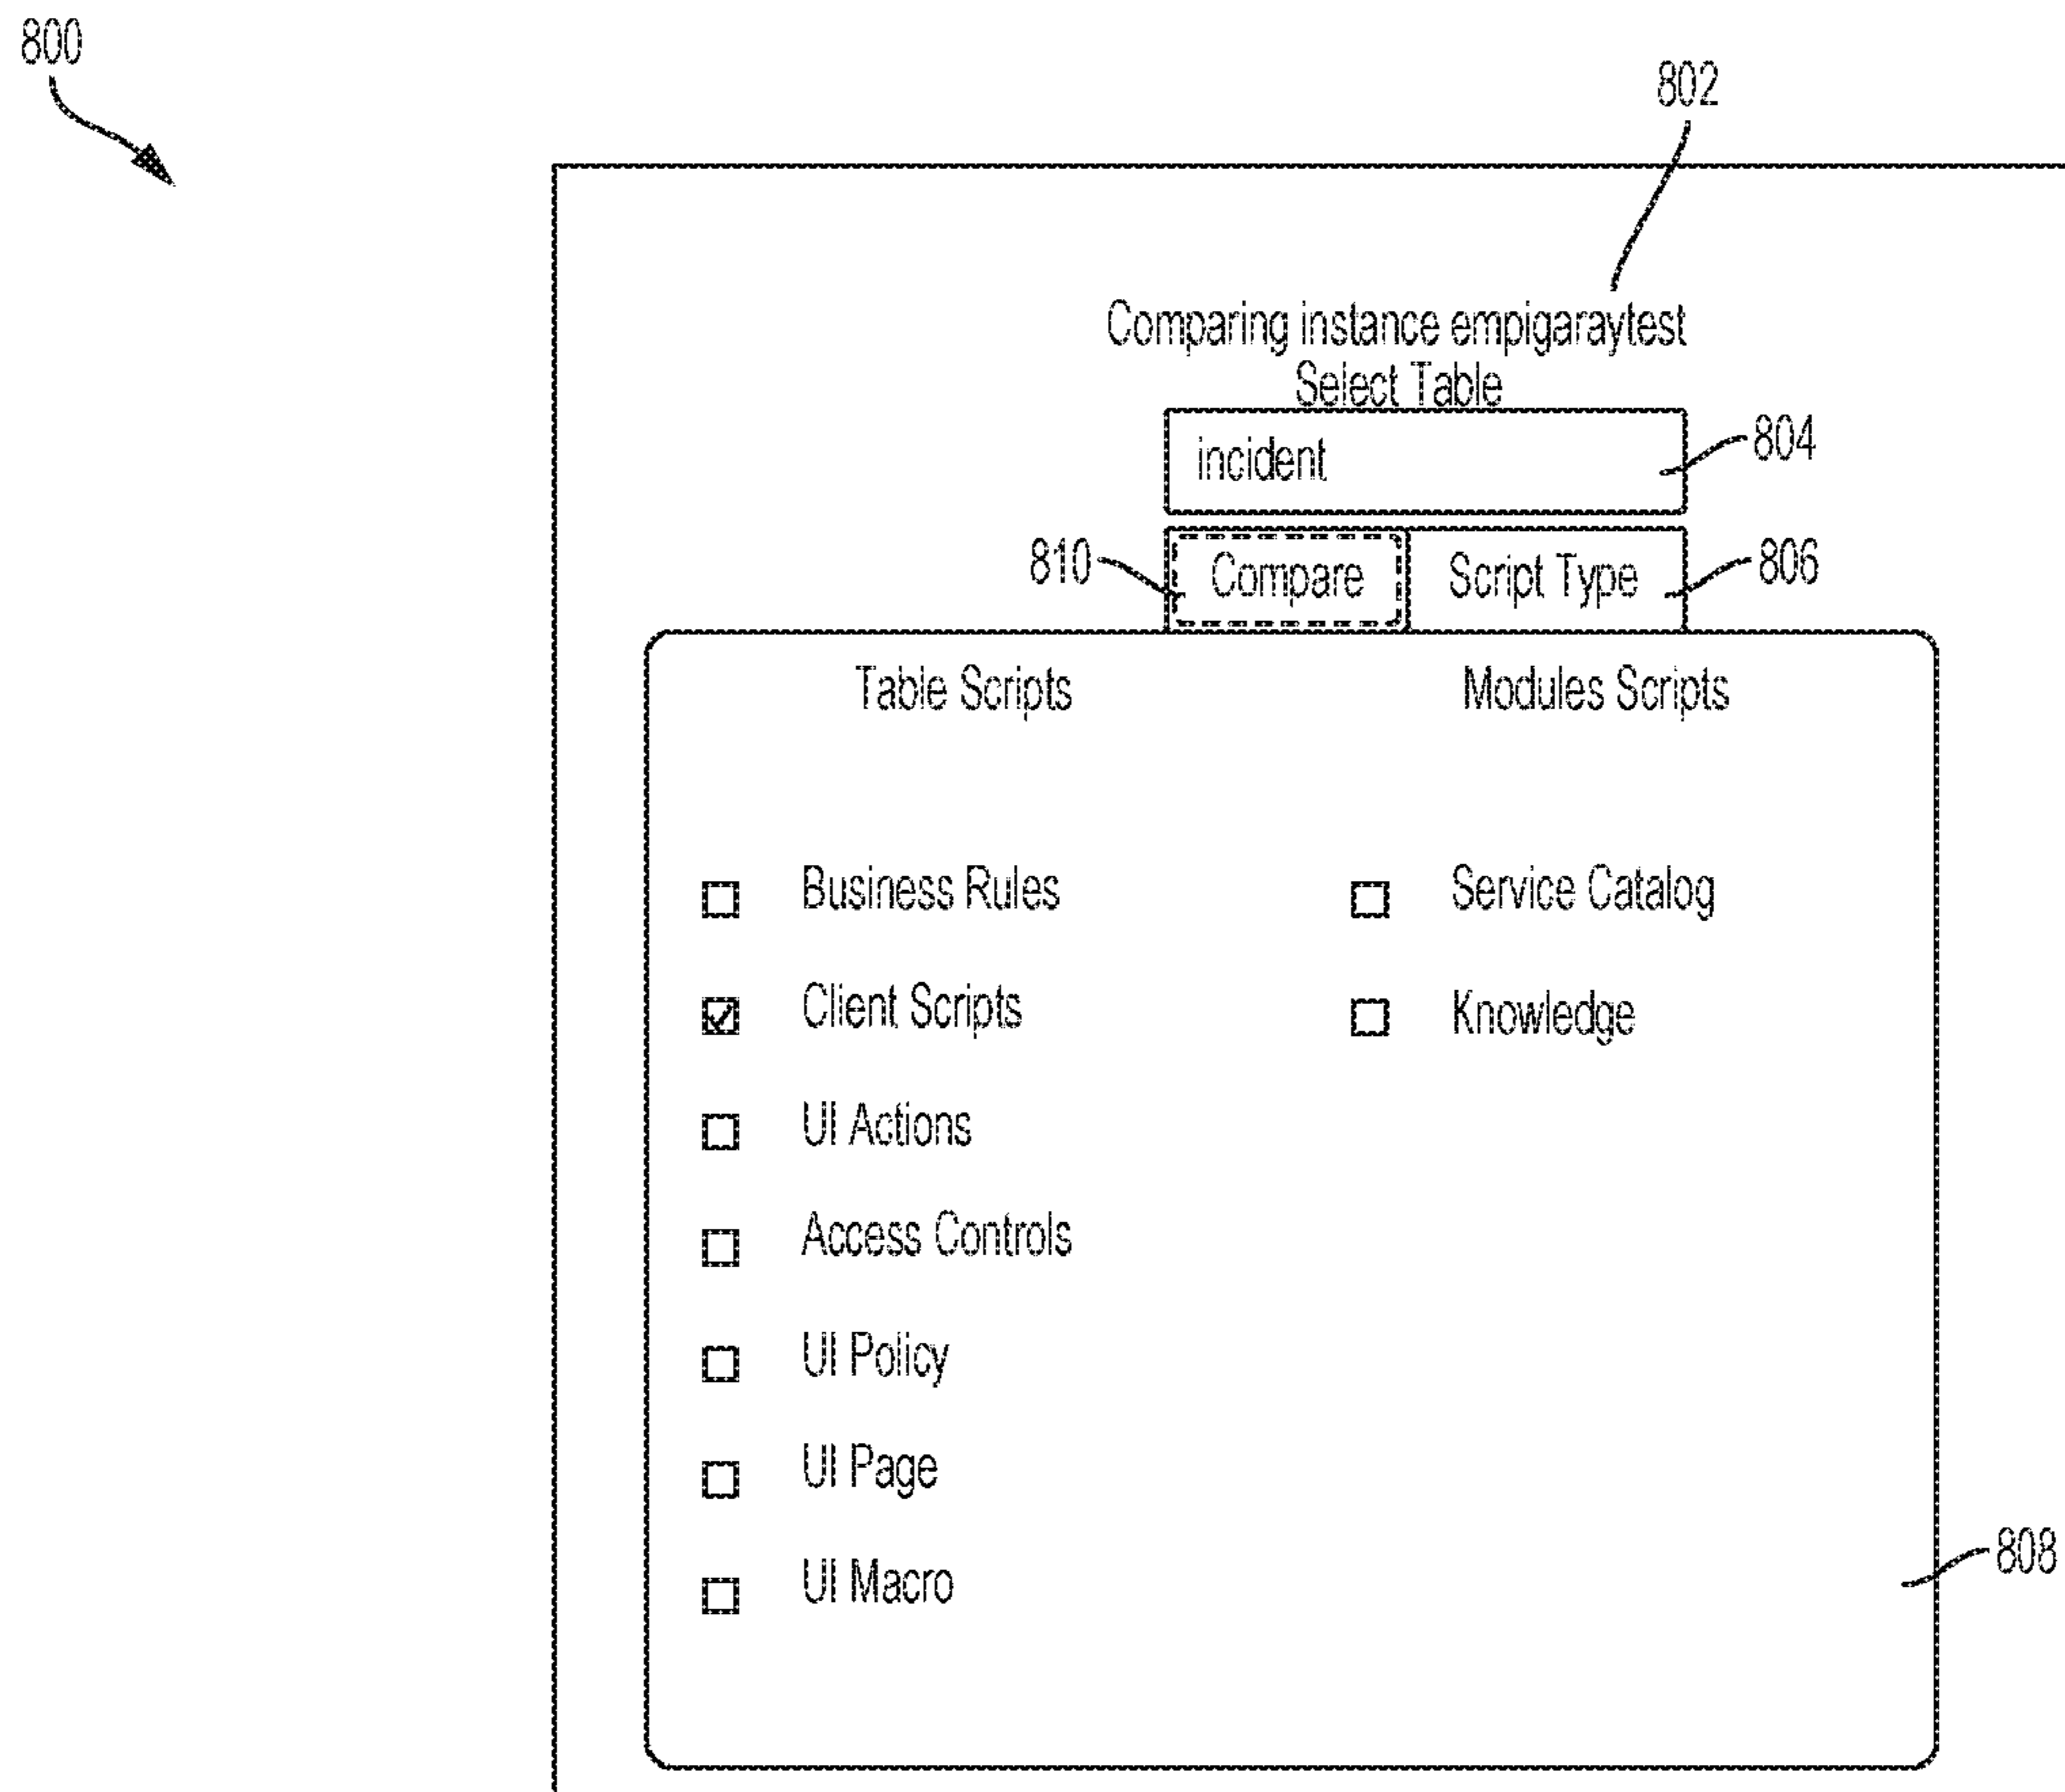 800
802
Comparing instance empigaraytest
Select Table
incident
804
810
Compare
Script Type
806
Table Scripts
Modules Scripts
Business Rules
Service Catalog
Client Scripts
Knowledge
UI Actions
Access Controls
UI Policy
UI Page
UI Macro
808